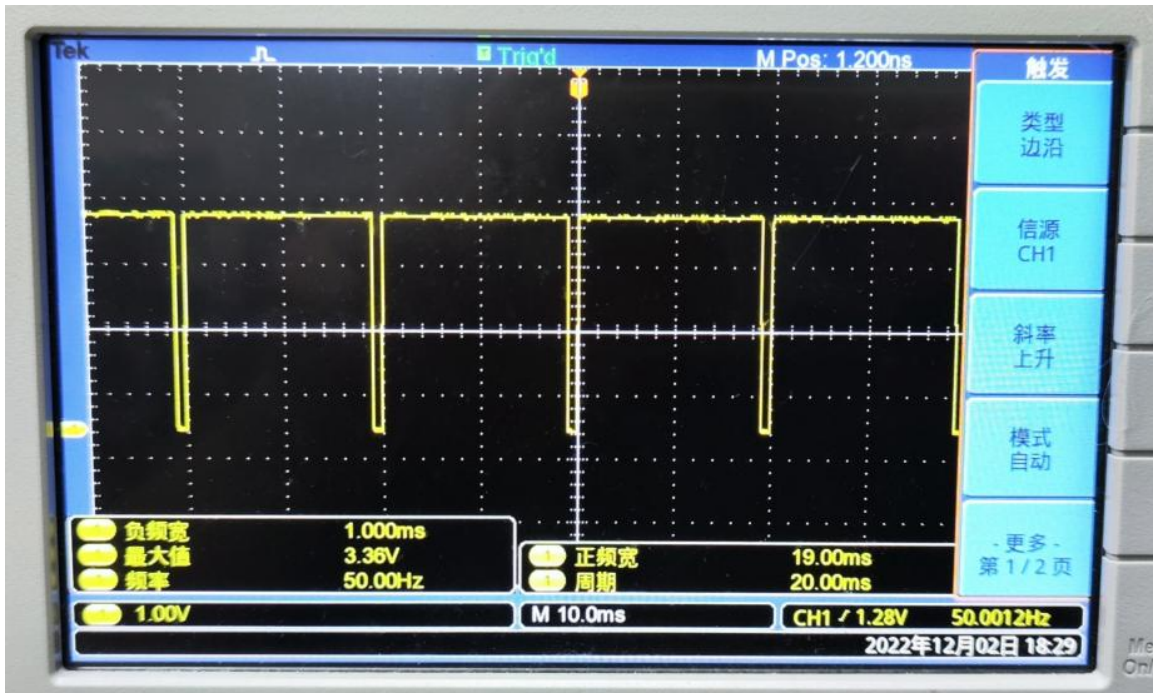 Tek
T Trig'd
M Pos: 1.200ns
触发
类型
边沿
信源
CH1
斜率
上升
模式
自动
-更多-
第1/2页
负频宽 1.000ms
最大值 3.36V
频率 50.00Hz
1 正频宽 19.00ms
1 周期 20.00ms
1.00V
M 10.0ms
CH1 1.28V 50.0012Hz
2022年12月02日 18:29